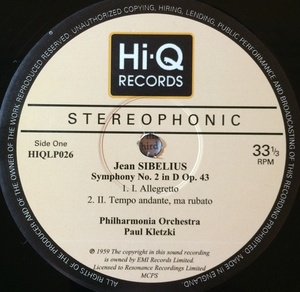 UNAUTHORIZED COPYING, HIRING, LENDING, PUBLIC PERFORMANCE AND BROADCASTING OF THIS RECORDING PROHIBITED MADE IN ENGLAND
ALL RIGHTS OF THE PRODUCER AND OF THE OWNER OF THE WORK REPRODUCED RESERVED
Hi·Q
RECORDS
STEREOPHONIC
Side One
HIQLP026
33 1/3
RPM
Jean SIBELIUS
Symphony No. 2 in D Op. 43
1. I. Allegretto
2. II. Tempo andante, ma rubato
Philharmonia Orchestra
Paul Kletzki
℗ 1959 The copyright in this sound recording
is owned by EMI Records Limited.
Licensed to Resonance Recordings Limited
MCPS